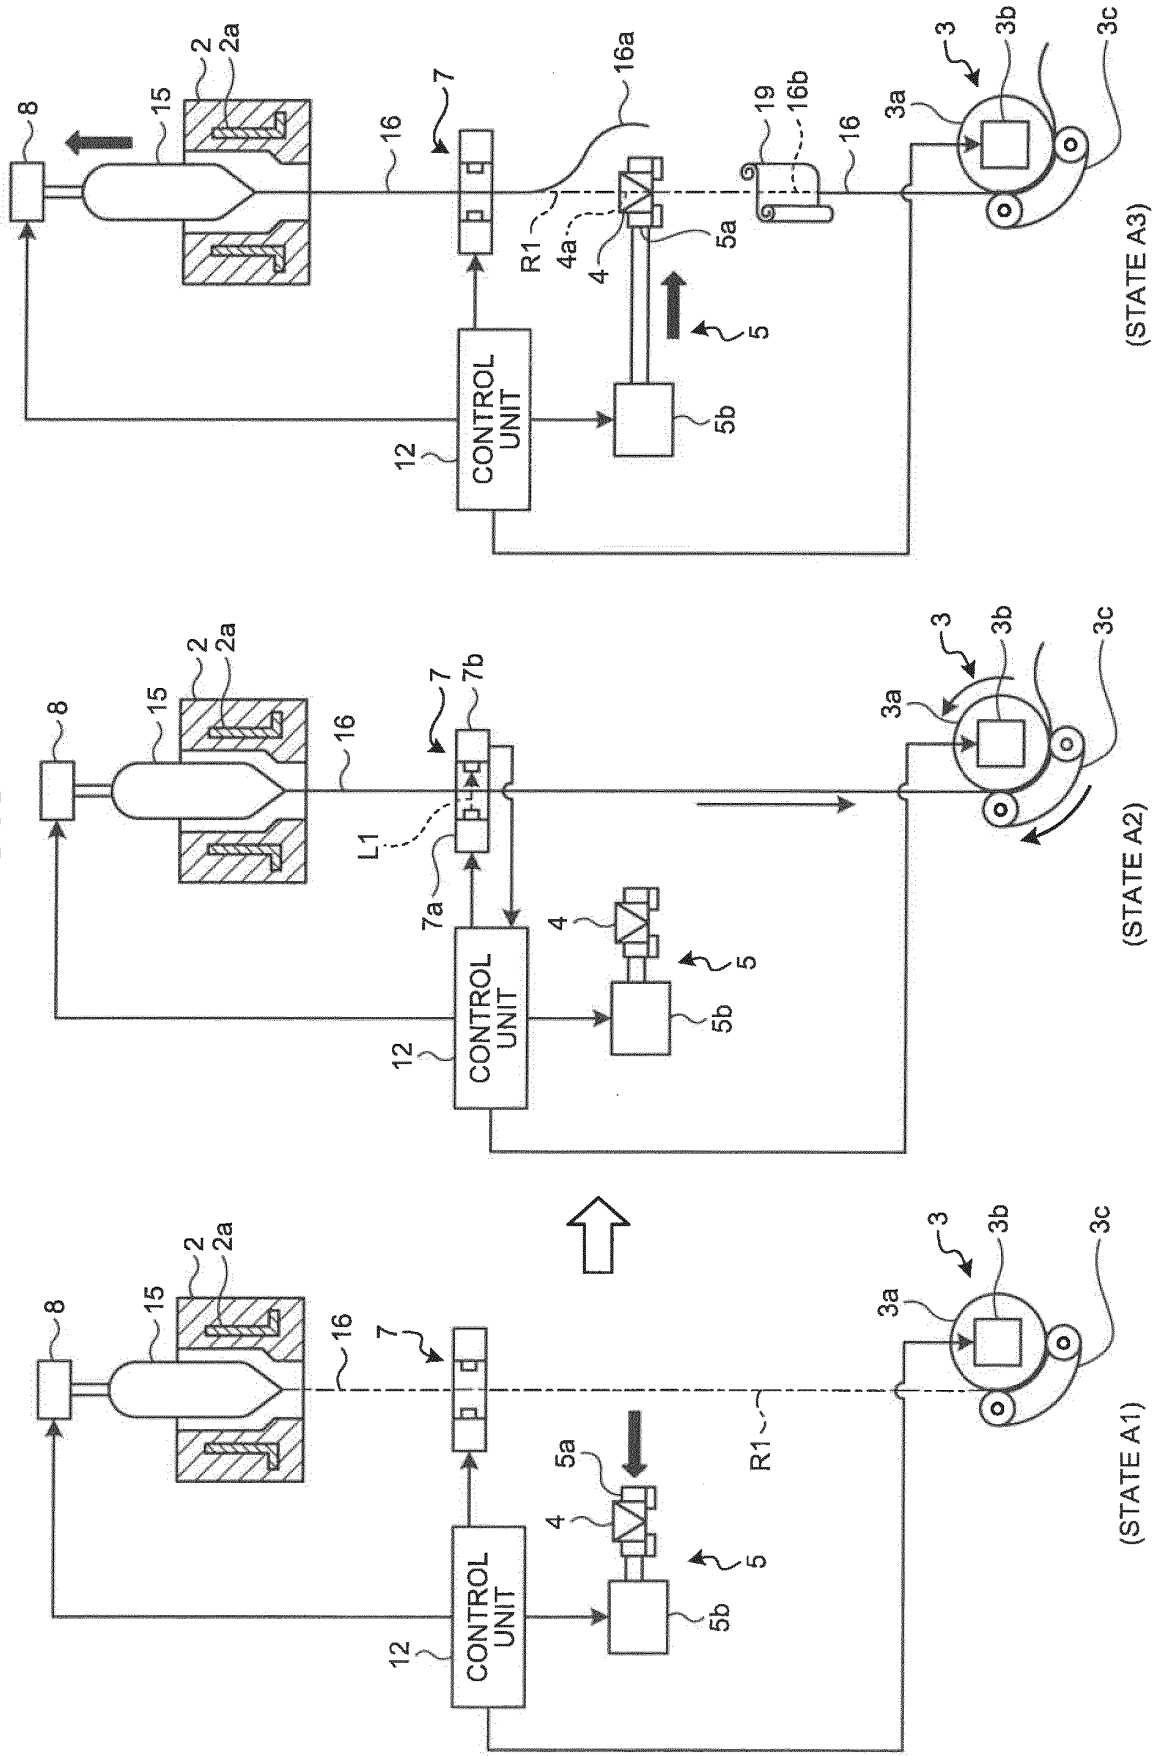 8
15
2
2a
16
7
12
CONTROL
UNIT
4
5a
5
5b
R1
3a
3
3b
3c
(STATE A1)
8
15
2
2a
16
L1
7
7a
7b
12
CONTROL
UNIT
4
5
5b
3a
3
3b
3c
(STATE A2)
8
15
2
2a
16
7
12
CONTROL
UNIT
R1
16a
4a
4
5a
5
5b
19
16b
16
3a
3
3b
3c
(STATE A3)